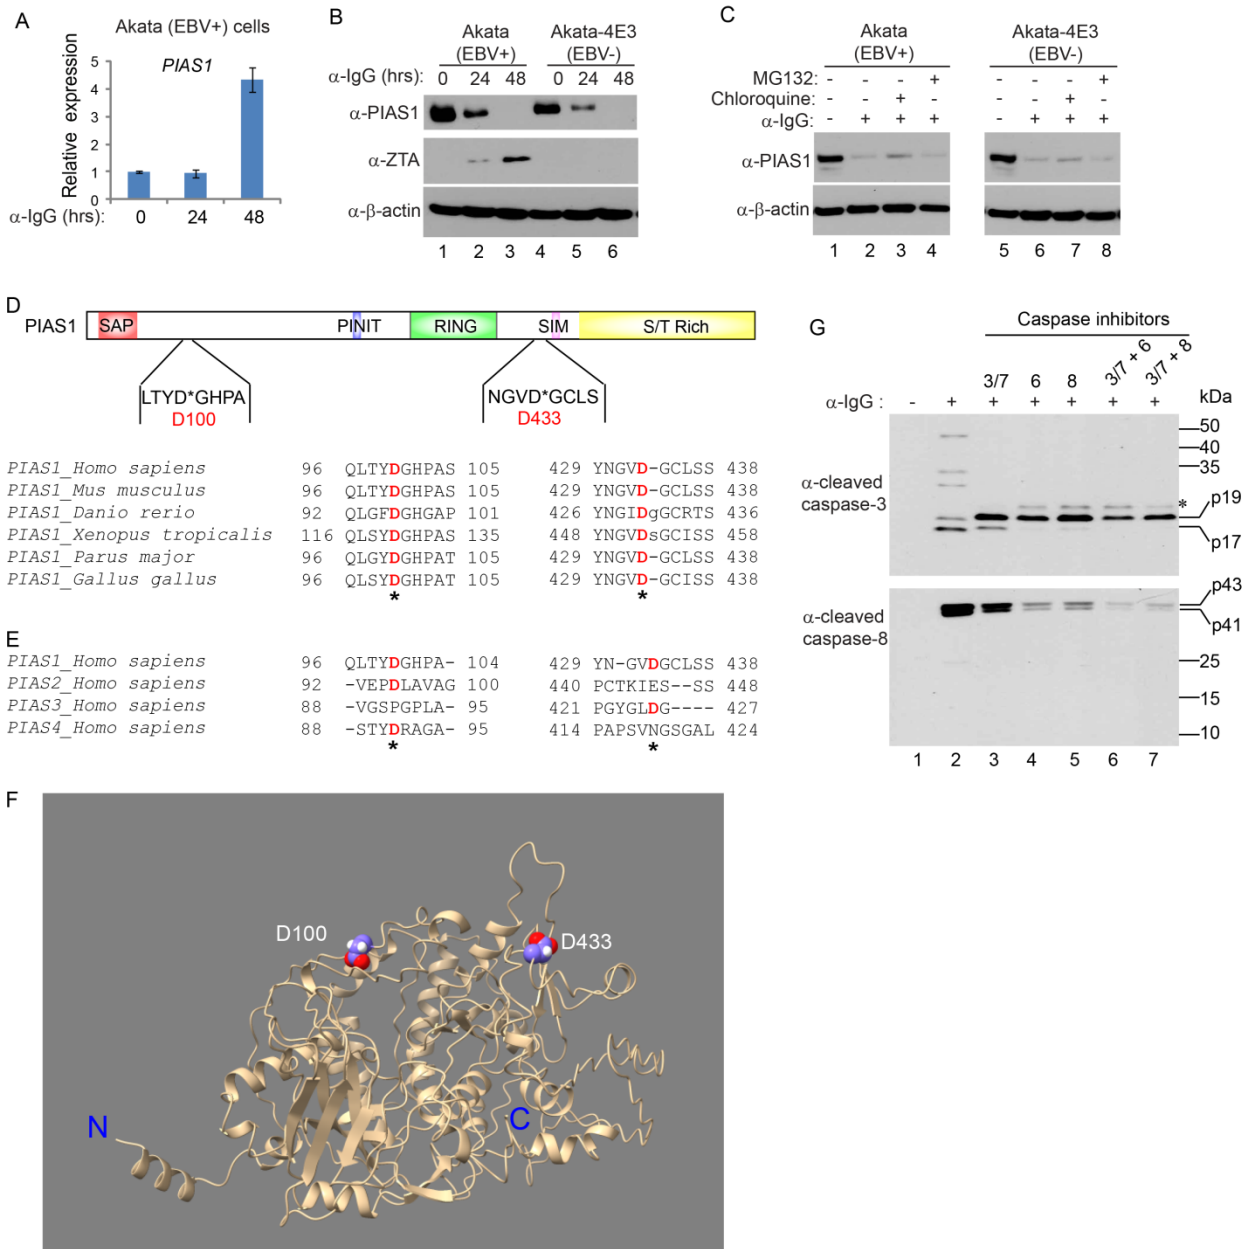 A
Akata (EBV+) cells
PIAS1
Relative expression
5
4
3
2
1
0
α-IgG (hrs): 0 24 48
B
Akata (EBV+) Akata-4E3 (EBV-)
α-IgG (hrs): 0 24 48 0 24 48
α-PIAS1
α-ZTA
α-β-actin
1 2 3 4 5 6
C
Akata (EBV+) Akata-4E3 (EBV-)
MG132: - - - + - - - +
Chloroquine: - - + - - - + -
α-IgG: - + + + - + + +
α-PIAS1
α-β-actin
1 2 3 4 5 6 7 8
D
PIAS1 SAP PINIT RING SIM S/T Rich
LTYD*GHPA NGVD*GCLS
D100 D433
PIAS1_Homo sapiens 96 QLTYDGHPAS 105 429 YNGVD-GCLSS 438
PIAS1_Mus musculus 96 QLTYDGHPAS 105 429 YNGVD-GCLSS 438
PIAS1_Danio rerio 92 QLGFDGHGAP 101 426 YNGIDgGCRTS 436
PIAS1_Xenopus tropicalis 116 QLSYDGHPAS 135 448 YNGVDsGCISS 458
PIAS1_Parus major 96 QLGYDGHPAT 105 429 YNGVD-GCLSS 438
PIAS1_Gallus gallus 96 QLSYDGHPAT 105 429 YNGVD-GCISS 438
* *
E
PIAS1_Homo sapiens 96 QLTYDGHPA- 104 429 YN-GVDGCLSS 438
PIAS2_Homo sapiens 92 -VEPDLAVAG 100 440 PCTKIESS--SS 448
PIAS3_Homo sapiens 88 -VGSPGPLA- 95 421 PGYGLDG---- 427
PIAS4_Homo sapiens 88 -STYDRAGA- 95 414 PAPSVNGSGAL 424
* *
F
D100
D433
N
C
G
Caspase inhibitors
3/7 6 8 3/7 + 6 3/7 + 8
α-IgG : - + + + + + + kDa
α-cleaved caspase-3
50
40
35
*
p19
p17
α-cleaved caspase-8
p43
p41
25
15
10
1 2 3 4 5 6 7